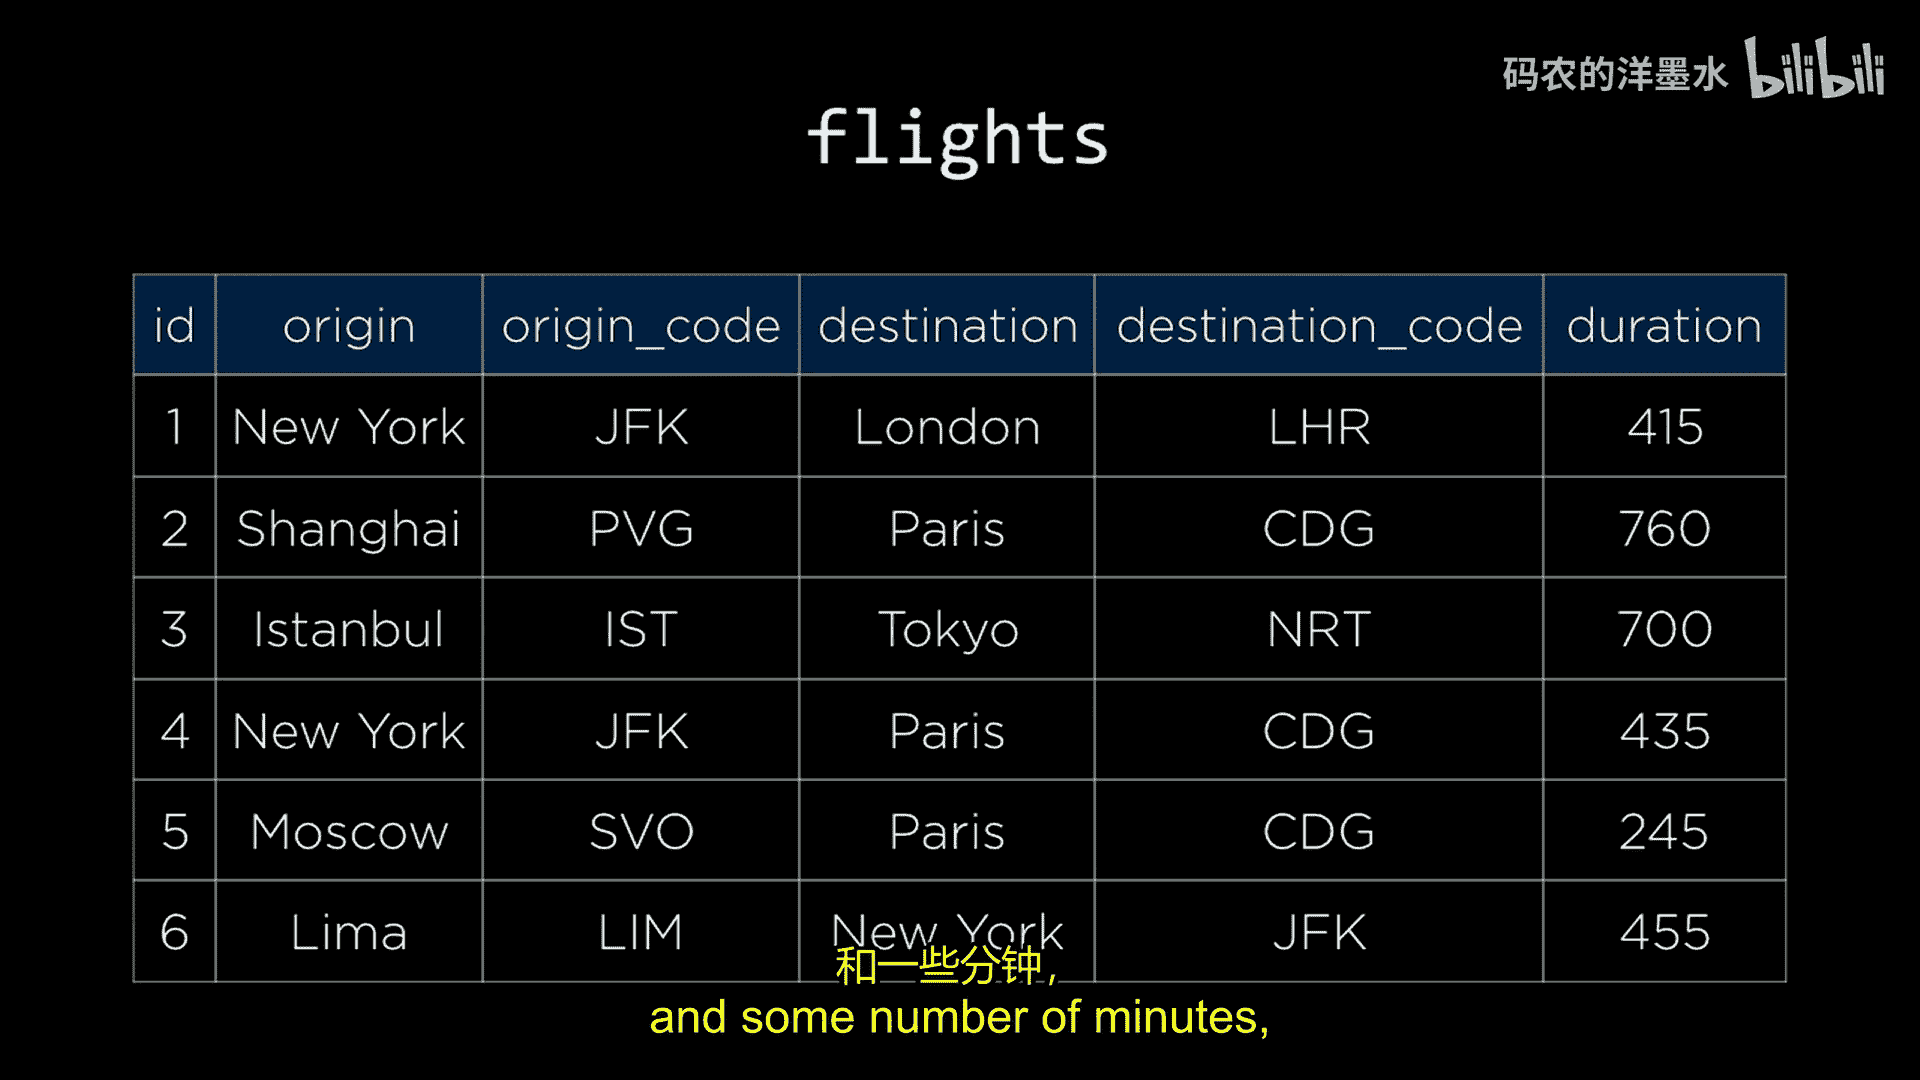 码农的洋墨水 bilibili
flights
id origin origin_code destination destination_code duration
1 New York JFK London LHR 415
2 Shanghai PVG Paris CDG 760
3 Istanbul IST Tokyo NRT 700
4 New York JFK Paris CDG 435
5 Moscow SVO Paris CDG 245
6 Lima LIM New York JFK 455
和一些分钟，
and some number of minutes,